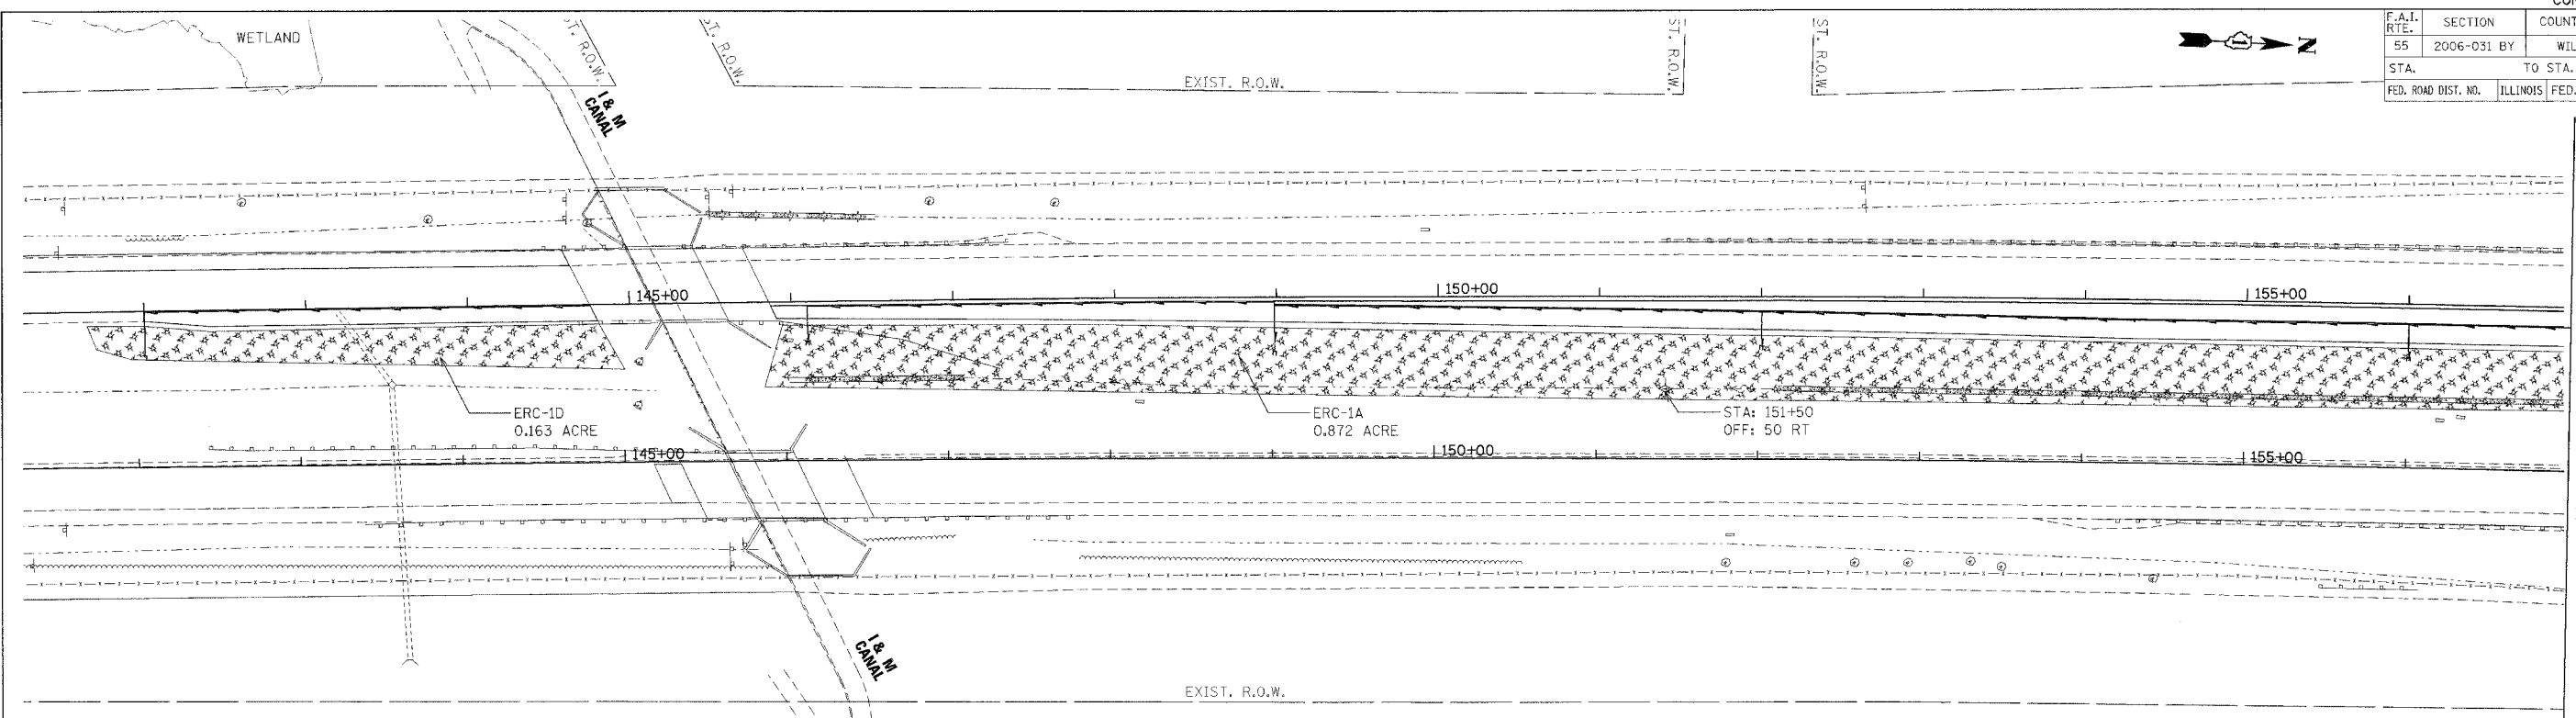 WETLAND
ST. R.O.W.
ST. R.O.W.
ST. R.O.W.
ST. R.O.W.
EXIST. R.O.W.
N
F.A.I. RTE.
SECTION
55
2006-031 BY
STA.
TO STA.
FED. ROAD DIST. NO.
ILLINOIS
FED.
I & M
CANAL
145+00
150+00
155+00
ERC-1D
0.163 ACRE
ERC-1A
0.872 ACRE
STA: 151+50
OFF: 50 RT
145+00
150+00
155+00
I & M
CANAL
EXIST. R.O.W.